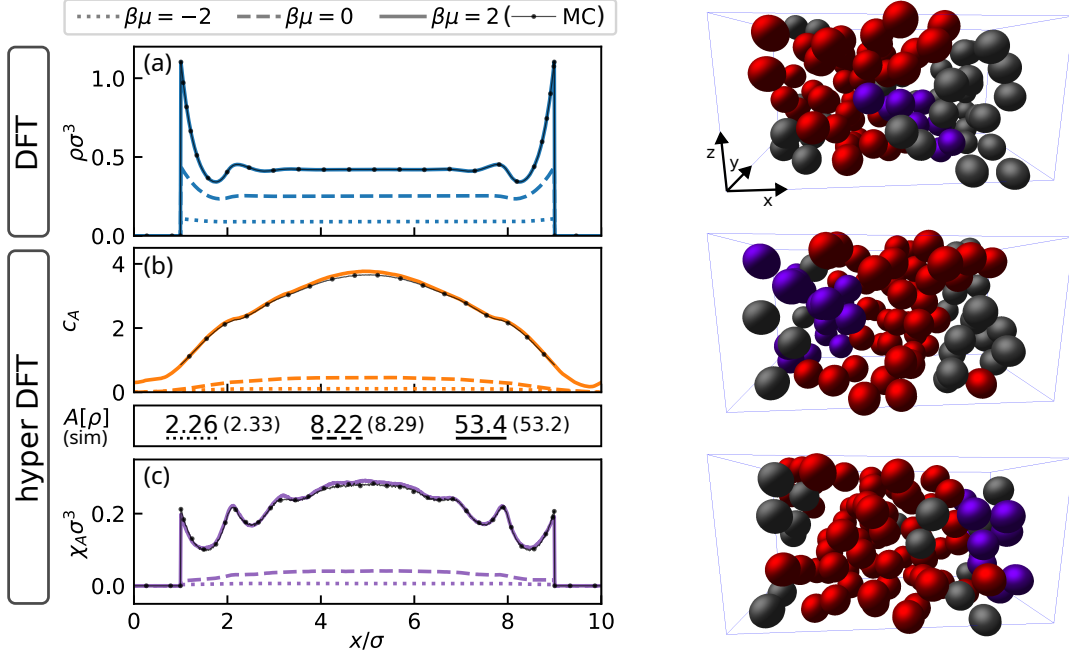 βμ = −2 βμ = 0 βμ = 2 ( MC)
DFT
(a)
ρσ³
1.0
0.5
0.0
hyper DFT
(b)
c_A
4
2
0
A[ρ]
(sim)
2.26 (2.33) 8.22 (8.29) 53.4 (53.2)
(c)
χ_Aσ³
0.2
0.0
0 2 4 6 8 10
x/σ
z
y
x